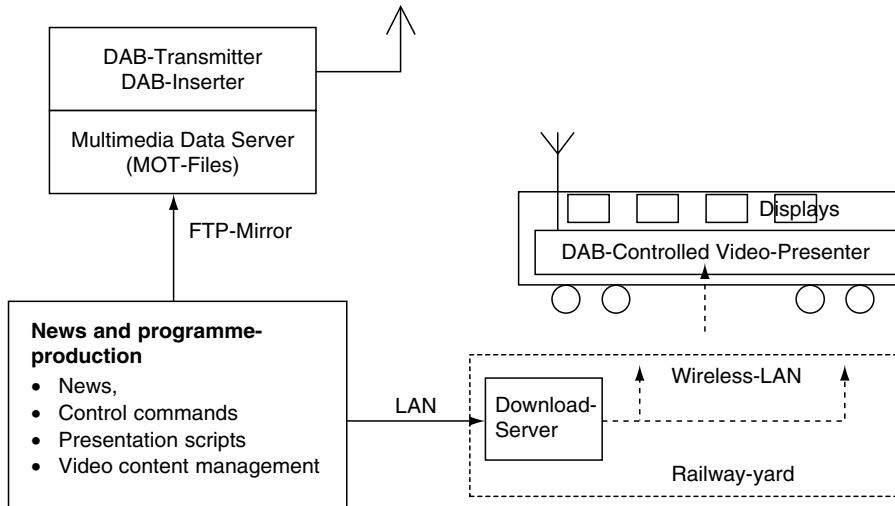 DAB-Transmitter
DAB-Inserter
Multimedia Data Server
(MOT-Files)
FTP-Mirror
Displays
DAB-Controlled Video-Presenter
News and programme-
production
• News,
• Control commands
• Presentation scripts
• Video content management
LAN
Download-
Server
Wireless-LAN
Railway-yard